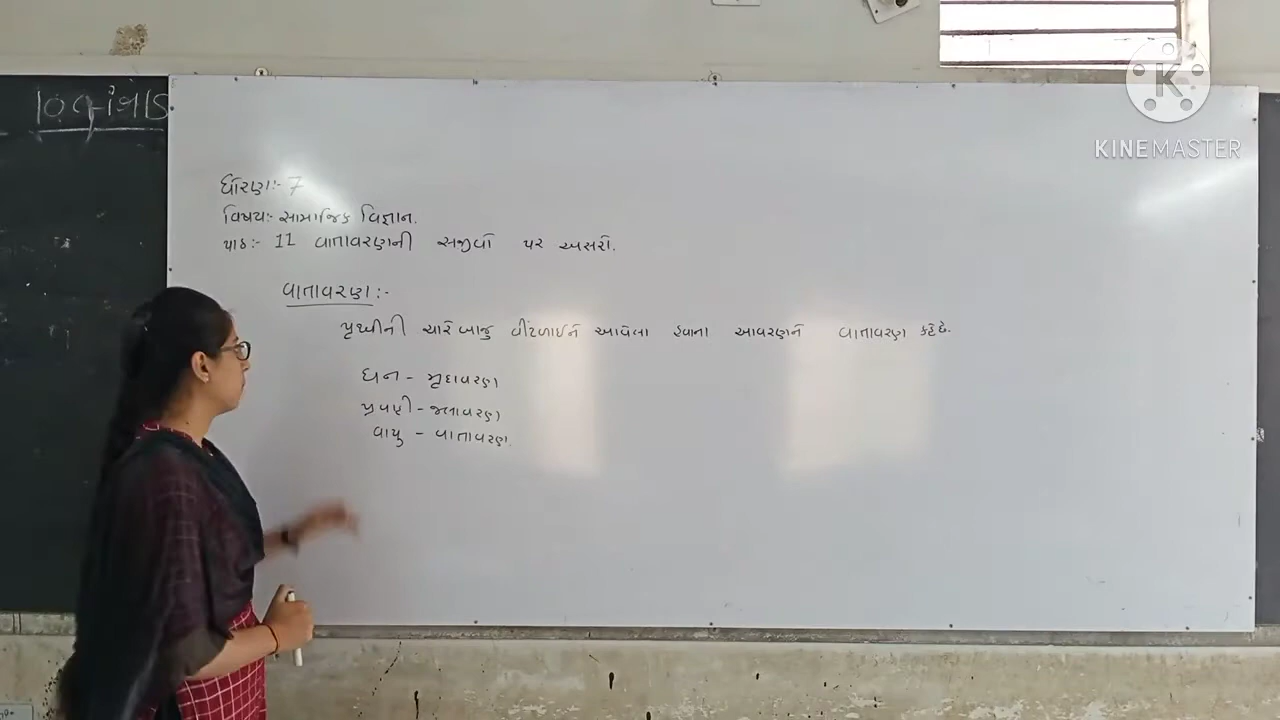 ધોરણ:- 7
વિષય:- સામાજિક વિજ્ઞાન.
પાઠ:- 11 વાતાવરણની સજીવો પર અસરો.
વાતાવરણ:-
પૃથ્વીની ચારે બાજુ વીંટળાઈને આવેલા હવાના આવરણને વાતાવરણ કહે છે.
ઘન - મૃદાવરણ
પ્રવાહી - જલાવરણ
વાયુ - વાતાવરણ.
KINEMASTER